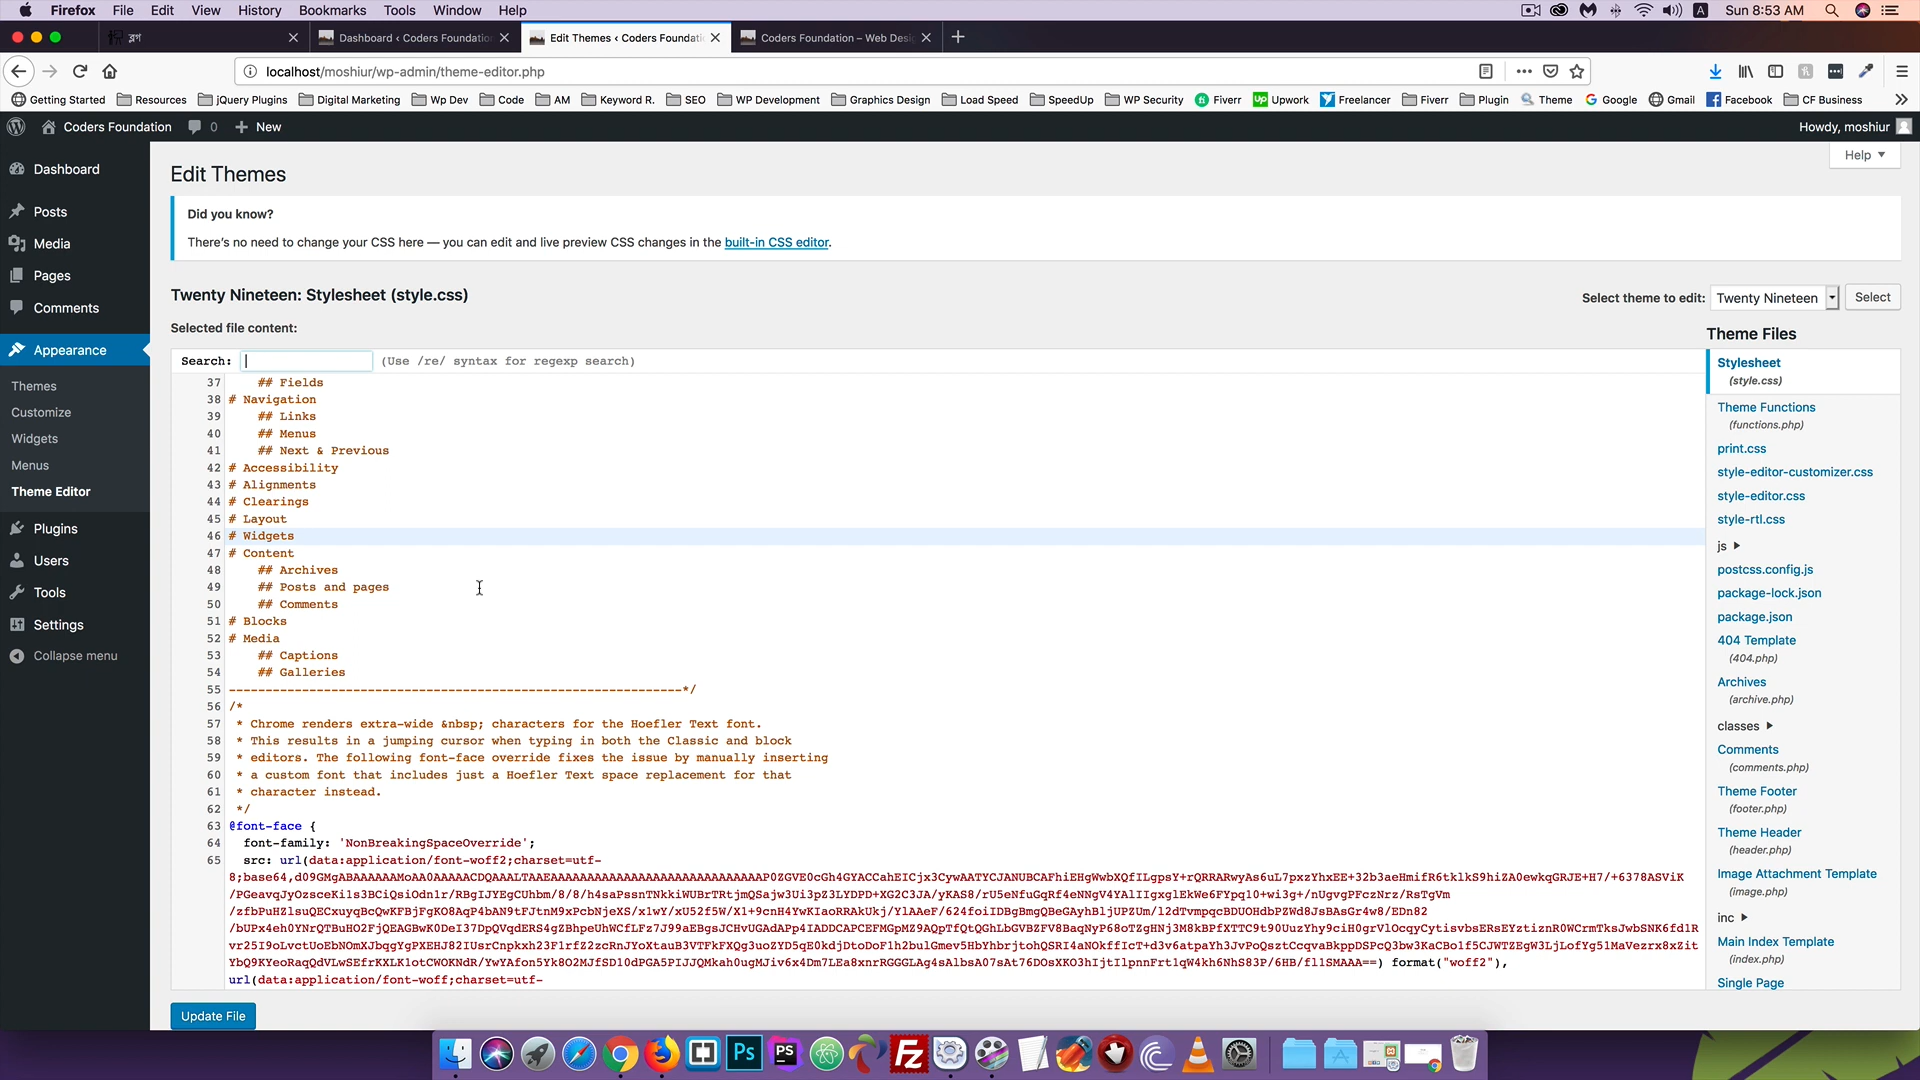 Firefox File Edit View History Bookmarks Tools Window Help
Sun 8:53 AM
ব্লগ
Dashboard ‹ Coders Foundation
Edit Themes ‹ Coders Foundati
Coders Foundation – Web Desi
localhost/moshiur/wp-admin/theme-editor.php
Getting Started Resources jQuery Plugins Digital Marketing Wp Dev Code AM Keyword R. SEO WP Development Graphics Design Load Speed SpeedUp WP Security Fiverr Upwork Freelancer Fiverr Plugin Theme Google Gmail Facebook CF Business
Coders Foundation 0 New
Howdy, moshiur
Help
Dashboard
Posts
Media
Pages
Comments
Appearance
Themes
Customize
Widgets
Menus
Theme Editor
Plugins
Users
Tools
Settings
Collapse menu
Edit Themes
Did you know?
There's no need to change your CSS here — you can edit and live preview CSS changes in the built-in CSS editor.
Twenty Nineteen: Stylesheet (style.css)
Select theme to edit: Twenty Nineteen Select
Selected file content:
Search: (Use /re/ syntax for regexp search)
37 ## Fields
38 # Navigation
39 ## Links
40 ## Menus
41 ## Next & Previous
42 # Accessibility
43 # Alignments
44 # Clearings
45 # Layout
46 # Widgets
47 # Content
48 ## Archives
49 ## Posts and pages
50 ## Comments
51 # Blocks
52 # Media
53 ## Captions
54 ## Galleries
55 --------------------------------------------------------------*/
56 /*
57 * Chrome renders extra-wide &nbsp; characters for the Hoefler Text font.
58 * This results in a jumping cursor when typing in both the Classic and block
59 * editors. The following font-face override fixes the issue by manually inserting
60 * a custom font that includes just a Hoefler Text space replacement for that
61 * character instead.
62 */
63 @font-face {
64 font-family: 'NonBreakingSpaceOverride';
65 src: url(data:application/font-woff2;charset=utf-
format("woff2"),
url(data:application/font-woff;charset=utf-
Update File
Theme Files
Stylesheet
(style.css)
Theme Functions
(functions.php)
print.css
style-editor-customizer.css
style-editor.css
style-rtl.css
js
postcss.config.js
package-lock.json
package.json
404 Template
(404.php)
Archives
(archive.php)
classes
Comments
(comments.php)
Theme Footer
(footer.php)
Theme Header
(header.php)
Image Attachment Template
(image.php)
inc
Main Index Template
(index.php)
Single Page
Ps
PS
Fz